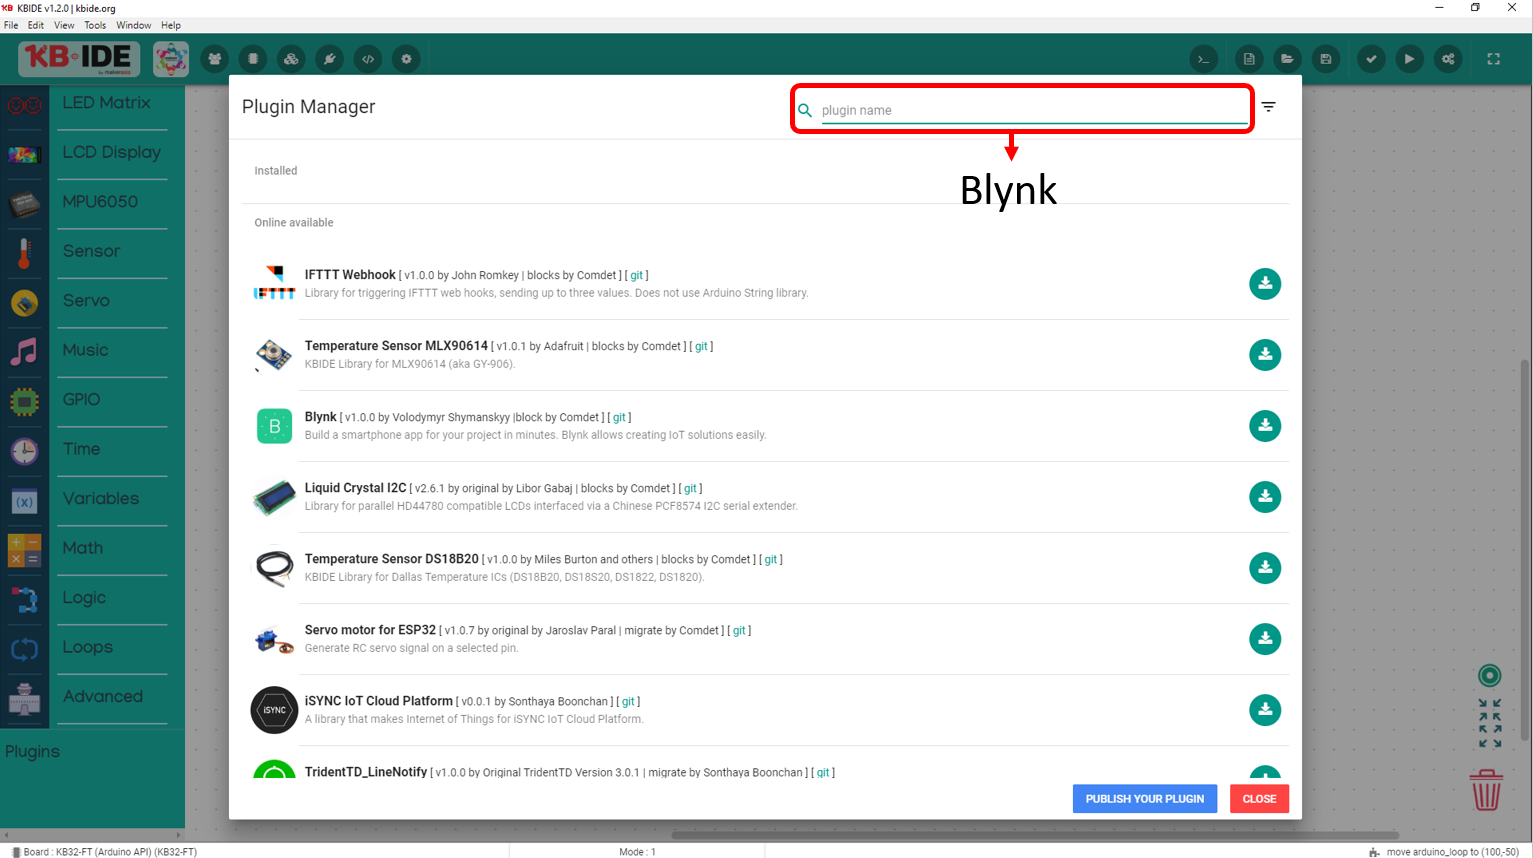 KBIDE v1.2.0 | kbide.org
File Edit View Tools Window Help
KB-IDE
by makerasia
Plugin Manager
plugin name
Blynk
Installed
Online available
IFTTT
IFTTT Webhook [ v1.0.0 by John Romkey | blocks by Comdet ] [ git ]
Library for triggering IFTTT web hooks, sending up to three values. Does not use Arduino String library.
Temperature Sensor MLX90614 [ v1.0.1 by Adafruit | blocks by Comdet ] [ git ]
KBIDE Library for MLX90614 (aka GY-906).
B
Blynk [ v1.0.0 by Volodymyr Shymanskyy |block by Comdet ] [ git ]
Build a smartphone app for your project in minutes. Blynk allows creating IoT solutions easily.
Liquid Crystal I2C [ v2.6.1 by original by Libor Gabaj | blocks by Comdet ] [ git ]
Library for parallel HD44780 compatible LCDs interfaced via a Chinese PCF8574 I2C serial extender.
Temperature Sensor DS18B20 [ v1.0.0 by Miles Burton and others | blocks by Comdet ] [ git ]
KBIDE Library for Dallas Temperature ICs (DS18B20, DS18S20, DS1822, DS1820).
Servo motor for ESP32 [ v1.0.7 by original by Jaroslav Paral | migrate by Comdet ] [ git ]
Generate RC servo signal on a selected pin.
iSYNC
iSYNC IoT Cloud Platform [ v0.0.1 by Sonthaya Boonchan ] [ git ]
A library that makes Internet of Things for iSYNC IoT Cloud Platform.
TridentTD_LineNotify [ v1.0.0 by Original TridentTD Version 3.0.1 | migrate by Sonthaya Boonchan ] [ git ]
PUBLISH YOUR PLUGIN
CLOSE
LED Matrix
LCD Display
MPU6050
Sensor
Servo
Music
GPIO
Time
(x)
Variables
Math
Logic
Loops
Advanced
Plugins
Board : KB32-FT (Arduino API) (KB32-FT)
Mode : 1
move arduino_loop to (100,-50)